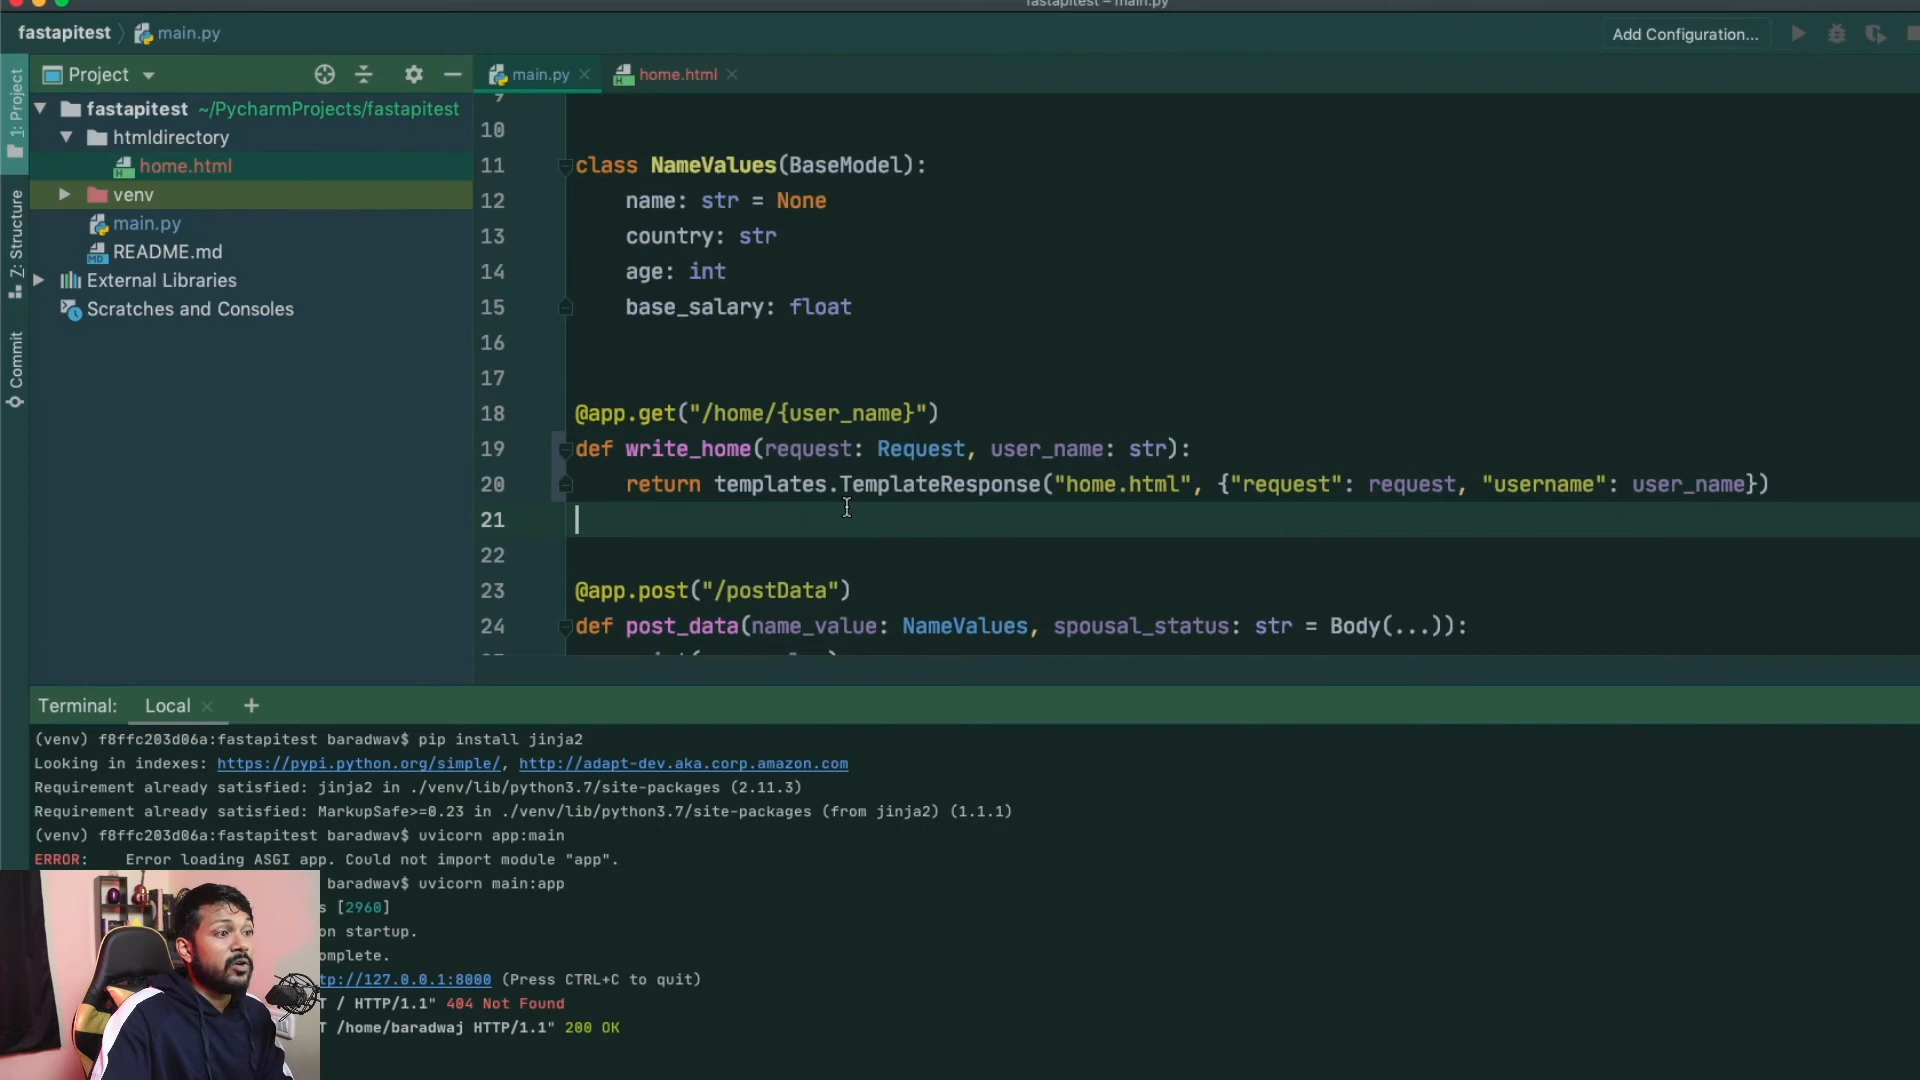 fastapitest – main.py
fastapitest
main.py
Add Configuration...
Project
main.py
home.html
1: Project
Z: Structure
Commit
fastapitest ~/PycharmProjects/fastapitest
htmldirectory
home.html
venv
main.py
README.md
External Libraries
Scratches and Consoles
9
10
11 class NameValues(BaseModel):
12 name: str = None
13 country: str
14 age: int
15 base_salary: float
16
17
18 @app.get("/home/{user_name}")
19 def write_home(request: Request, user_name: str):
20 return templates.TemplateResponse("home.html", {"request": request, "username": user_name})
21
22
23 @app.post("/postData")
24 def post_data(name_value: NameValues, spousal_status: str = Body(...)):
Terminal: Local +
(venv) f8ffc203d06a:fastapitest baradwav$ pip install jinja2
Looking in indexes: https://pypi.python.org/simple/, http://adapt-dev.aka.corp.amazon.com
Requirement already satisfied: jinja2 in ./venv/lib/python3.7/site-packages (2.11.3)
Requirement already satisfied: MarkupSafe>=0.23 in ./venv/lib/python3.7/site-packages (from jinja2) (1.1.1)
(venv) f8ffc203d06a:fastapitest baradwav$ uvicorn app:main
ERROR: Error loading ASGI app. Could not import module "app".
baradwav$ uvicorn main:app
s [2960]
on startup.
omplete.
tp://127.0.0.1:8000 (Press CTRL+C to quit)
T / HTTP/1.1" 404 Not Found
T /home/baradwaj HTTP/1.1" 200 OK